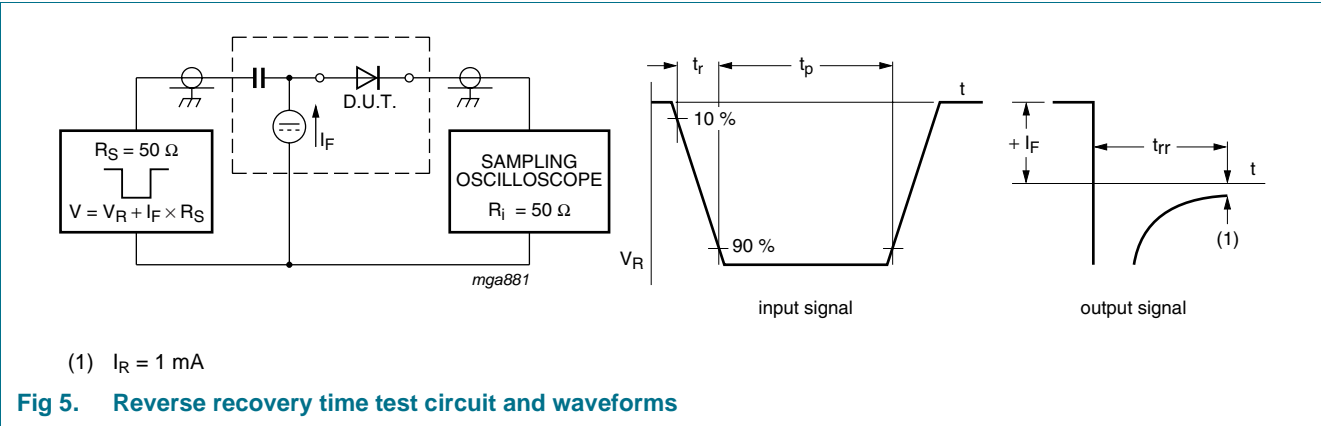 D.U.T.
I_F
R_S = 50 Ω
V = V_R + I_F × R_S
SAMPLING
OSCILLOSCOPE
R_i = 50 Ω
mga881
t_r
t_p
t
10 %
90 %
V_R
input signal
+ I_F
t_rr
t
(1)
output signal
(1) I_R = 1 mA
Fig 5. Reverse recovery time test circuit and waveforms